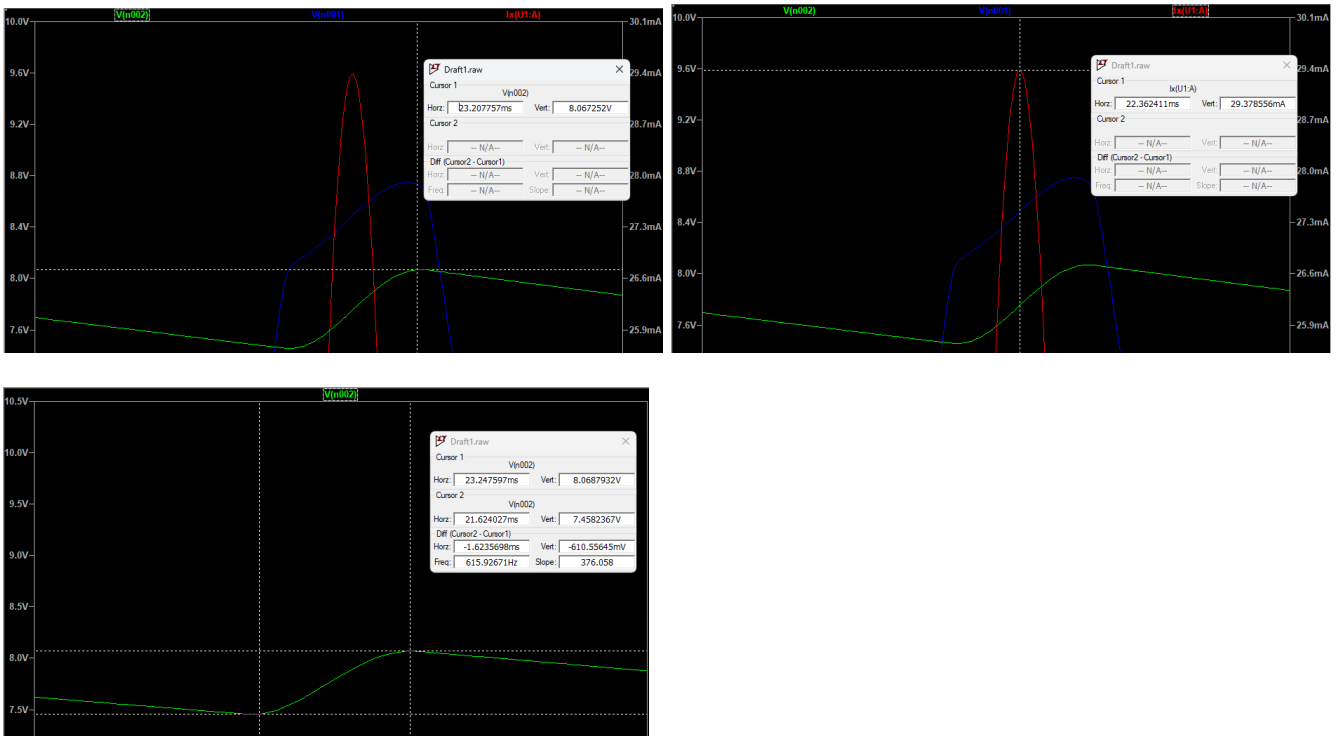 V(n002) V(n001) Ix(U1:A)
10.0V 30.1mA
9.6V 29.4mA
9.2V 28.7mA
8.8V 28.0mA
8.4V 27.3mA
8.0V 26.6mA
7.6V 25.9mA
Draft1.raw
Cursor 1
V(n002)
Horz: 23.207757ms Vert: 8.067252V
Cursor 2
Horz: -- N/A-- Vert: -- N/A--
Diff (Cursor2 - Cursor1)
Horz: -- N/A-- Vert: -- N/A--
Freq: -- N/A-- Slope: -- N/A--
V(n002) V(n001) Ix(U1:A)
10.0V 30.1mA
9.6V 29.4mA
9.2V 28.7mA
8.8V 28.0mA
8.4V 27.3mA
8.0V 26.6mA
7.6V 25.9mA
Draft1.raw
Cursor 1
Ix(U1:A)
Horz: 22.362411ms Vert: 29.378556mA
Cursor 2
Horz: -- N/A-- Vert: -- N/A--
Diff (Cursor2 - Cursor1)
Horz: -- N/A-- Vert: -- N/A--
Freq: -- N/A-- Slope: -- N/A--
V(n002)
10.5V
10.0V
9.5V
9.0V
8.5V
8.0V
7.5V
Draft1.raw
Cursor 1
V(n002)
Horz: 23.247597ms Vert: 8.0687932V
Cursor 2
V(n002)
Horz: 21.624027ms Vert: 7.4582367V
Diff (Cursor2 - Cursor1)
Horz: -1.6235698ms Vert: -610.55645mV
Freq: 615.92671Hz Slope: 376.058